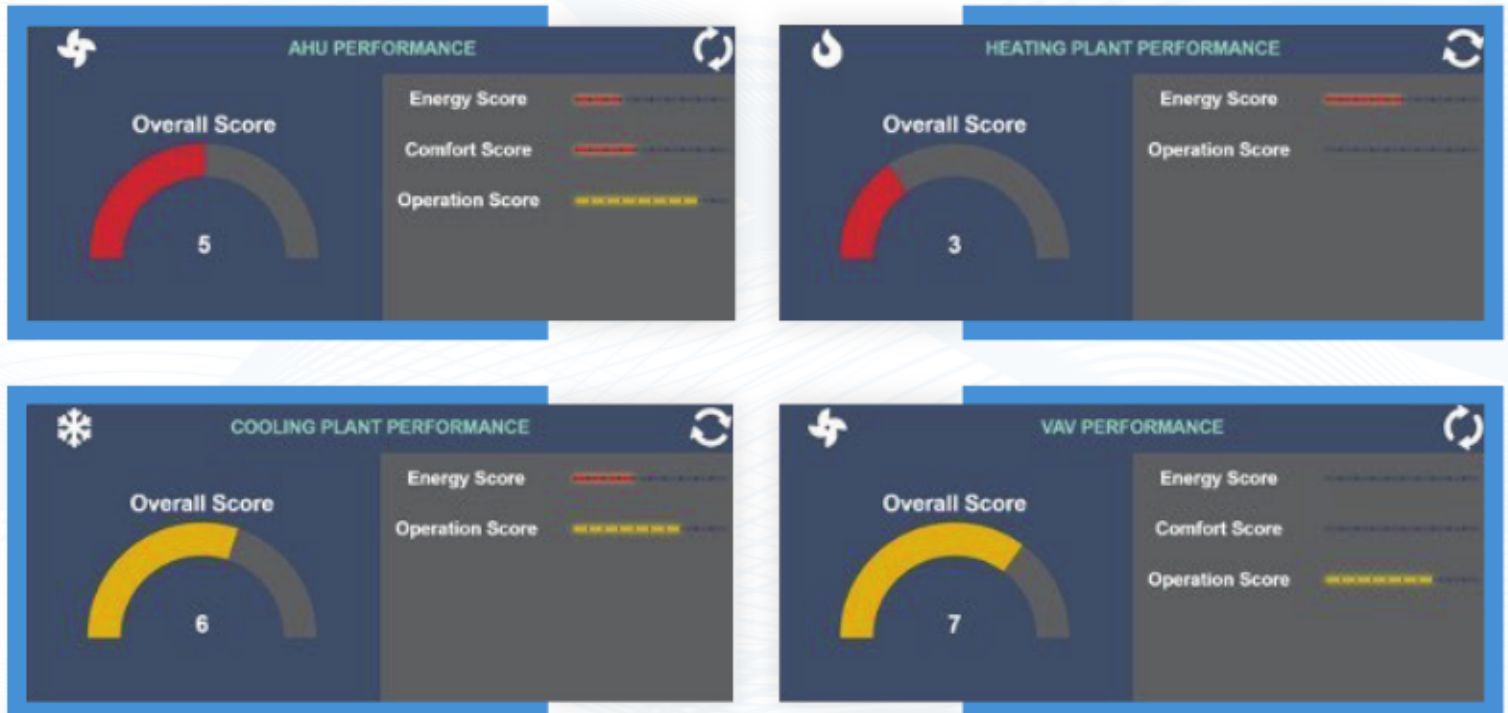 AHU PERFORMANCE
Overall Score
5
Energy Score
Comfort Score
Operation Score
HEATING PLANT PERFORMANCE
Overall Score
3
Energy Score
Operation Score
COOLING PLANT PERFORMANCE
Overall Score
6
Energy Score
Operation Score
VAV PERFORMANCE
Overall Score
7
Energy Score
Comfort Score
Operation Score